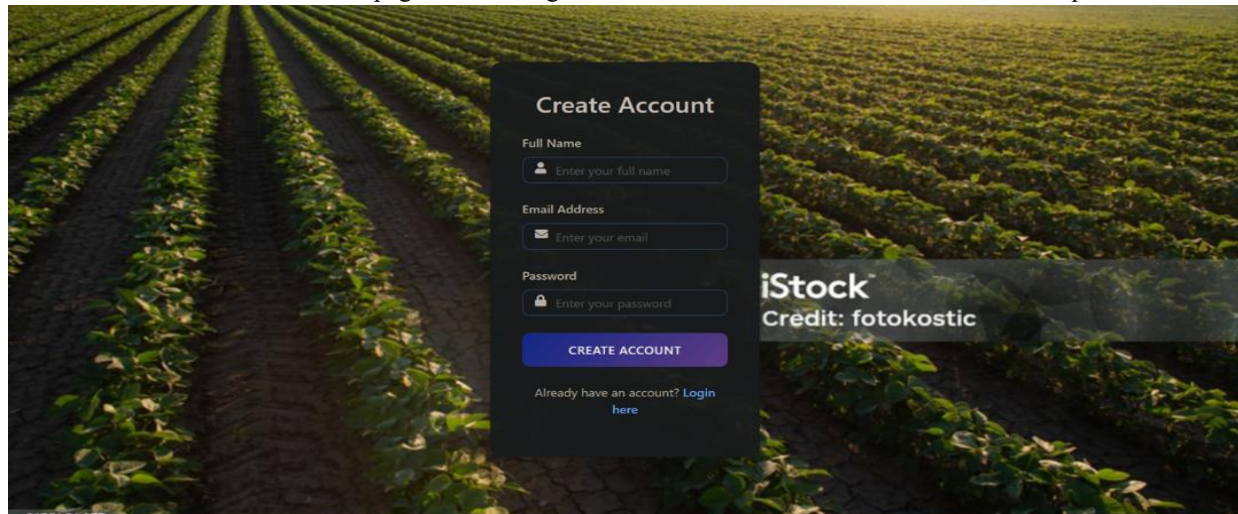 Create Account
Full Name
Enter your full name
Email Address
Enter your email
Password
Enter your password
CREATE ACCOUNT
Already have an account? Login
here
iStock™
Credit: fotokostic